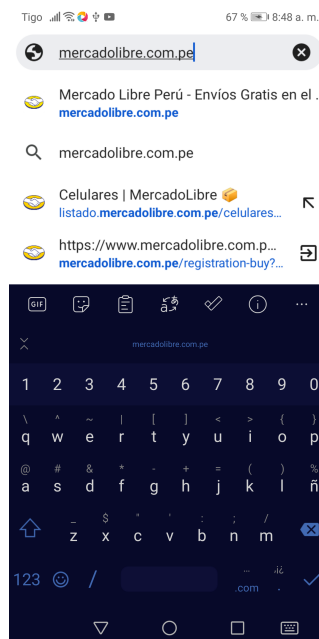 Tigo 67 % 8:48 a. m.
mercadolibre.com.pe
Mercado Libre Perú - Envíos Gratis en el .
mercadolibre.com.pe
mercadolibre.com.pe
Celulares | MercadoLibre 📦
listado.mercadolibre.com.pe/celulares...
https://www.mercadolibre.com.p...
mercadolibre.com.pe/registration-buy?...
GIF あ a ...
mercadolibre.com.pe
1 2 3 4 5 6 7 8 9 0
\ ^ ~ | [ ] < > { }
q w e r t y u i o p
@ # & * - + = ( ) %
a s d f g h j k l ñ
_ $ " ' : ; /
z x c v b n m
... ,i¿
123 / .com .